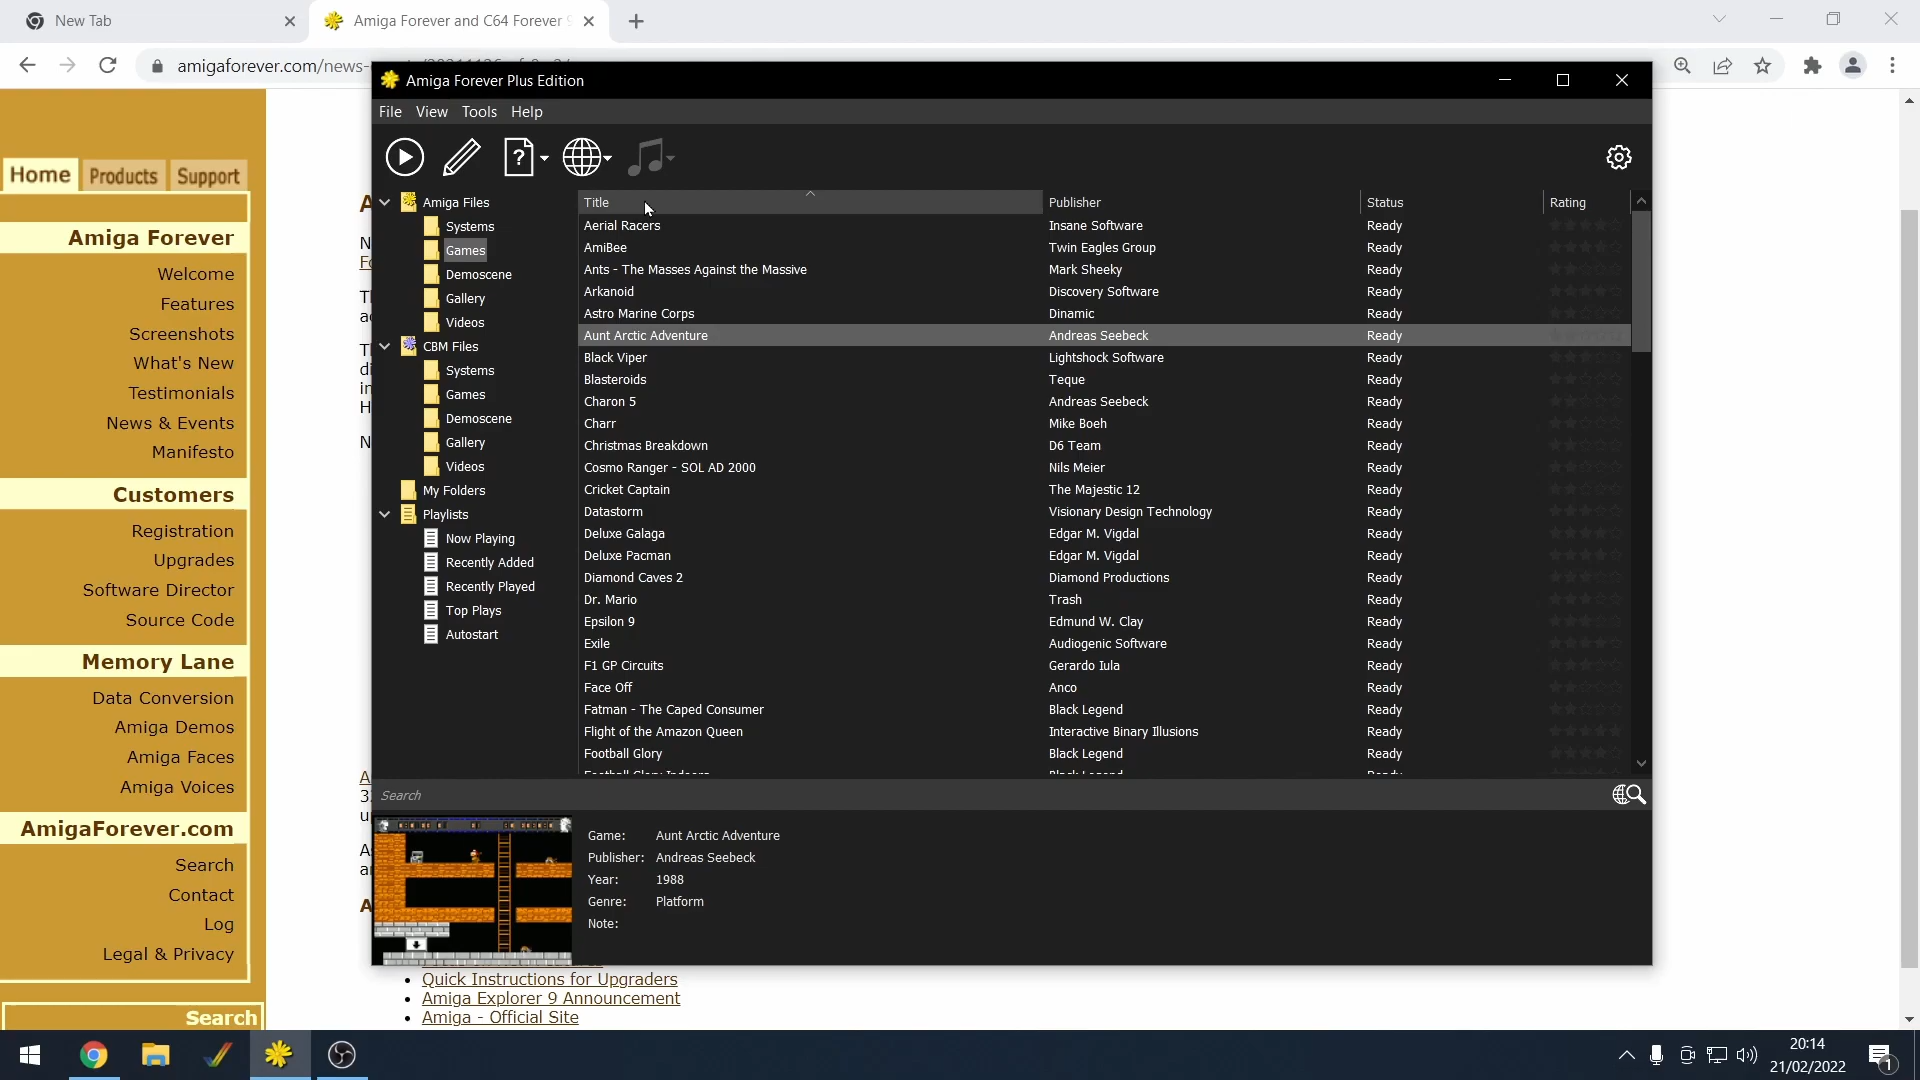 New Tab
Amiga Forever and C64 Forever 9
amigaforever.com/news-
Amiga Forever Plus Edition
File View Tools Help
Home Products Support
Amiga Forever
Welcome
Features
Screenshots
What's New
Testimonials
News & Events
Manifesto
Customers
Registration
Upgrades
Software Director
Source Code
Memory Lane
Data Conversion
Amiga Demos
Amiga Faces
Amiga Voices
AmigaForever.com
Search
Contact
Log
Legal & Privacy
Search
Amiga Files
Systems
Games
Demoscene
Gallery
Videos
CBM Files
Systems
Games
Demoscene
Gallery
Videos
My Folders
Playlists
Now Playing
Recently Added
Recently Played
Top Plays
Autostart
Title Publisher Status Rating
Aerial Racers Insane Software Ready
AmiBee Twin Eagles Group Ready
Ants - The Masses Against the Massive Mark Sheeky Ready
Arkanoid Discovery Software Ready
Astro Marine Corps Dinamic Ready
Aunt Arctic Adventure Andreas Seebeck Ready
Black Viper Lightshock Software Ready
Blasteroids Teque Ready
Charon 5 Andreas Seebeck Ready
Charr Mike Boeh Ready
Christmas Breakdown D6 Team Ready
Cosmo Ranger - SOL AD 2000 Nils Meier Ready
Cricket Captain The Majestic 12 Ready
Datastorm Visionary Design Technology Ready
Deluxe Galaga Edgar M. Vigdal Ready
Deluxe Pacman Edgar M. Vigdal Ready
Diamond Caves 2 Diamond Productions Ready
Dr. Mario Trash Ready
Epsilon 9 Edmund W. Clay Ready
Exile Audiogenic Software Ready
F1 GP Circuits Gerardo Iula Ready
Face Off Anco Ready
Fatman - The Caped Consumer Black Legend Ready
Flight of the Amazon Queen Interactive Binary Illusions Ready
Football Glory Black Legend Ready
Search
Game: Aunt Arctic Adventure
Publisher: Andreas Seebeck
Year: 1988
Genre: Platform
Note:
Quick Instructions for Upgraders
Amiga Explorer 9 Announcement
Amiga - Official Site
20:14
21/02/2022
1